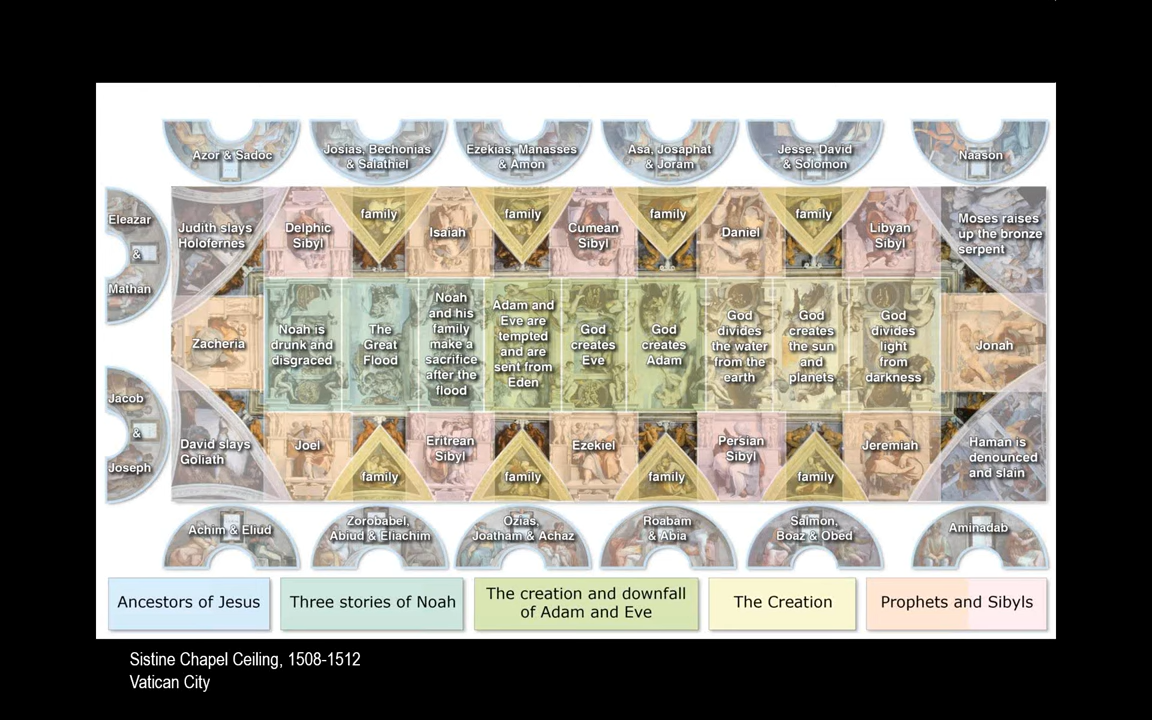 Azor & Sadoc
Josias, Bechonias
& Salathiel
Ezekias, Manasses
& Amon
Asa, Josaphat
& Joram
Jesse, David
& Solomon
Naason
Eleazar
&
Mathan
Judith slays
Holofernes
Delphic
Sibyl
family
Isaiah
family
Cumean
Sibyl
family
Daniel
family
Libyan
Sibyl
Moses raises
up the bronze
serpent
Zacheria
Noah is
drunk and
disgraced
The
Great
Flood
Noah
and his
family
make a
sacrifice
after the
flood
Adam and
Eve are
tempted
and are
sent from
Eden
God
creates
Eve
God
creates
Adam
God
divides
the water
from the
earth
God
creates
the sun
and
planets
God
divides
light
from
darkness
Jonah
Jacob
&
Joseph
David slays
Goliath
Joel
family
Eritrean
Sibyl
family
Ezekiel
family
Persian
Sibyl
family
Jeremiah
Haman is
denounced
and slain
Achim & Eliud
Zorobabel,
Abiud & Eliachim
Ozias,
Joatham & Achaz
Roabam
& Abia
Salmon,
Boaz & Obed
Aminadab
Ancestors of Jesus
Three stories of Noah
The creation and downfall
of Adam and Eve
The Creation
Prophets and Sibyls
Sistine Chapel Ceiling, 1508-1512
Vatican City